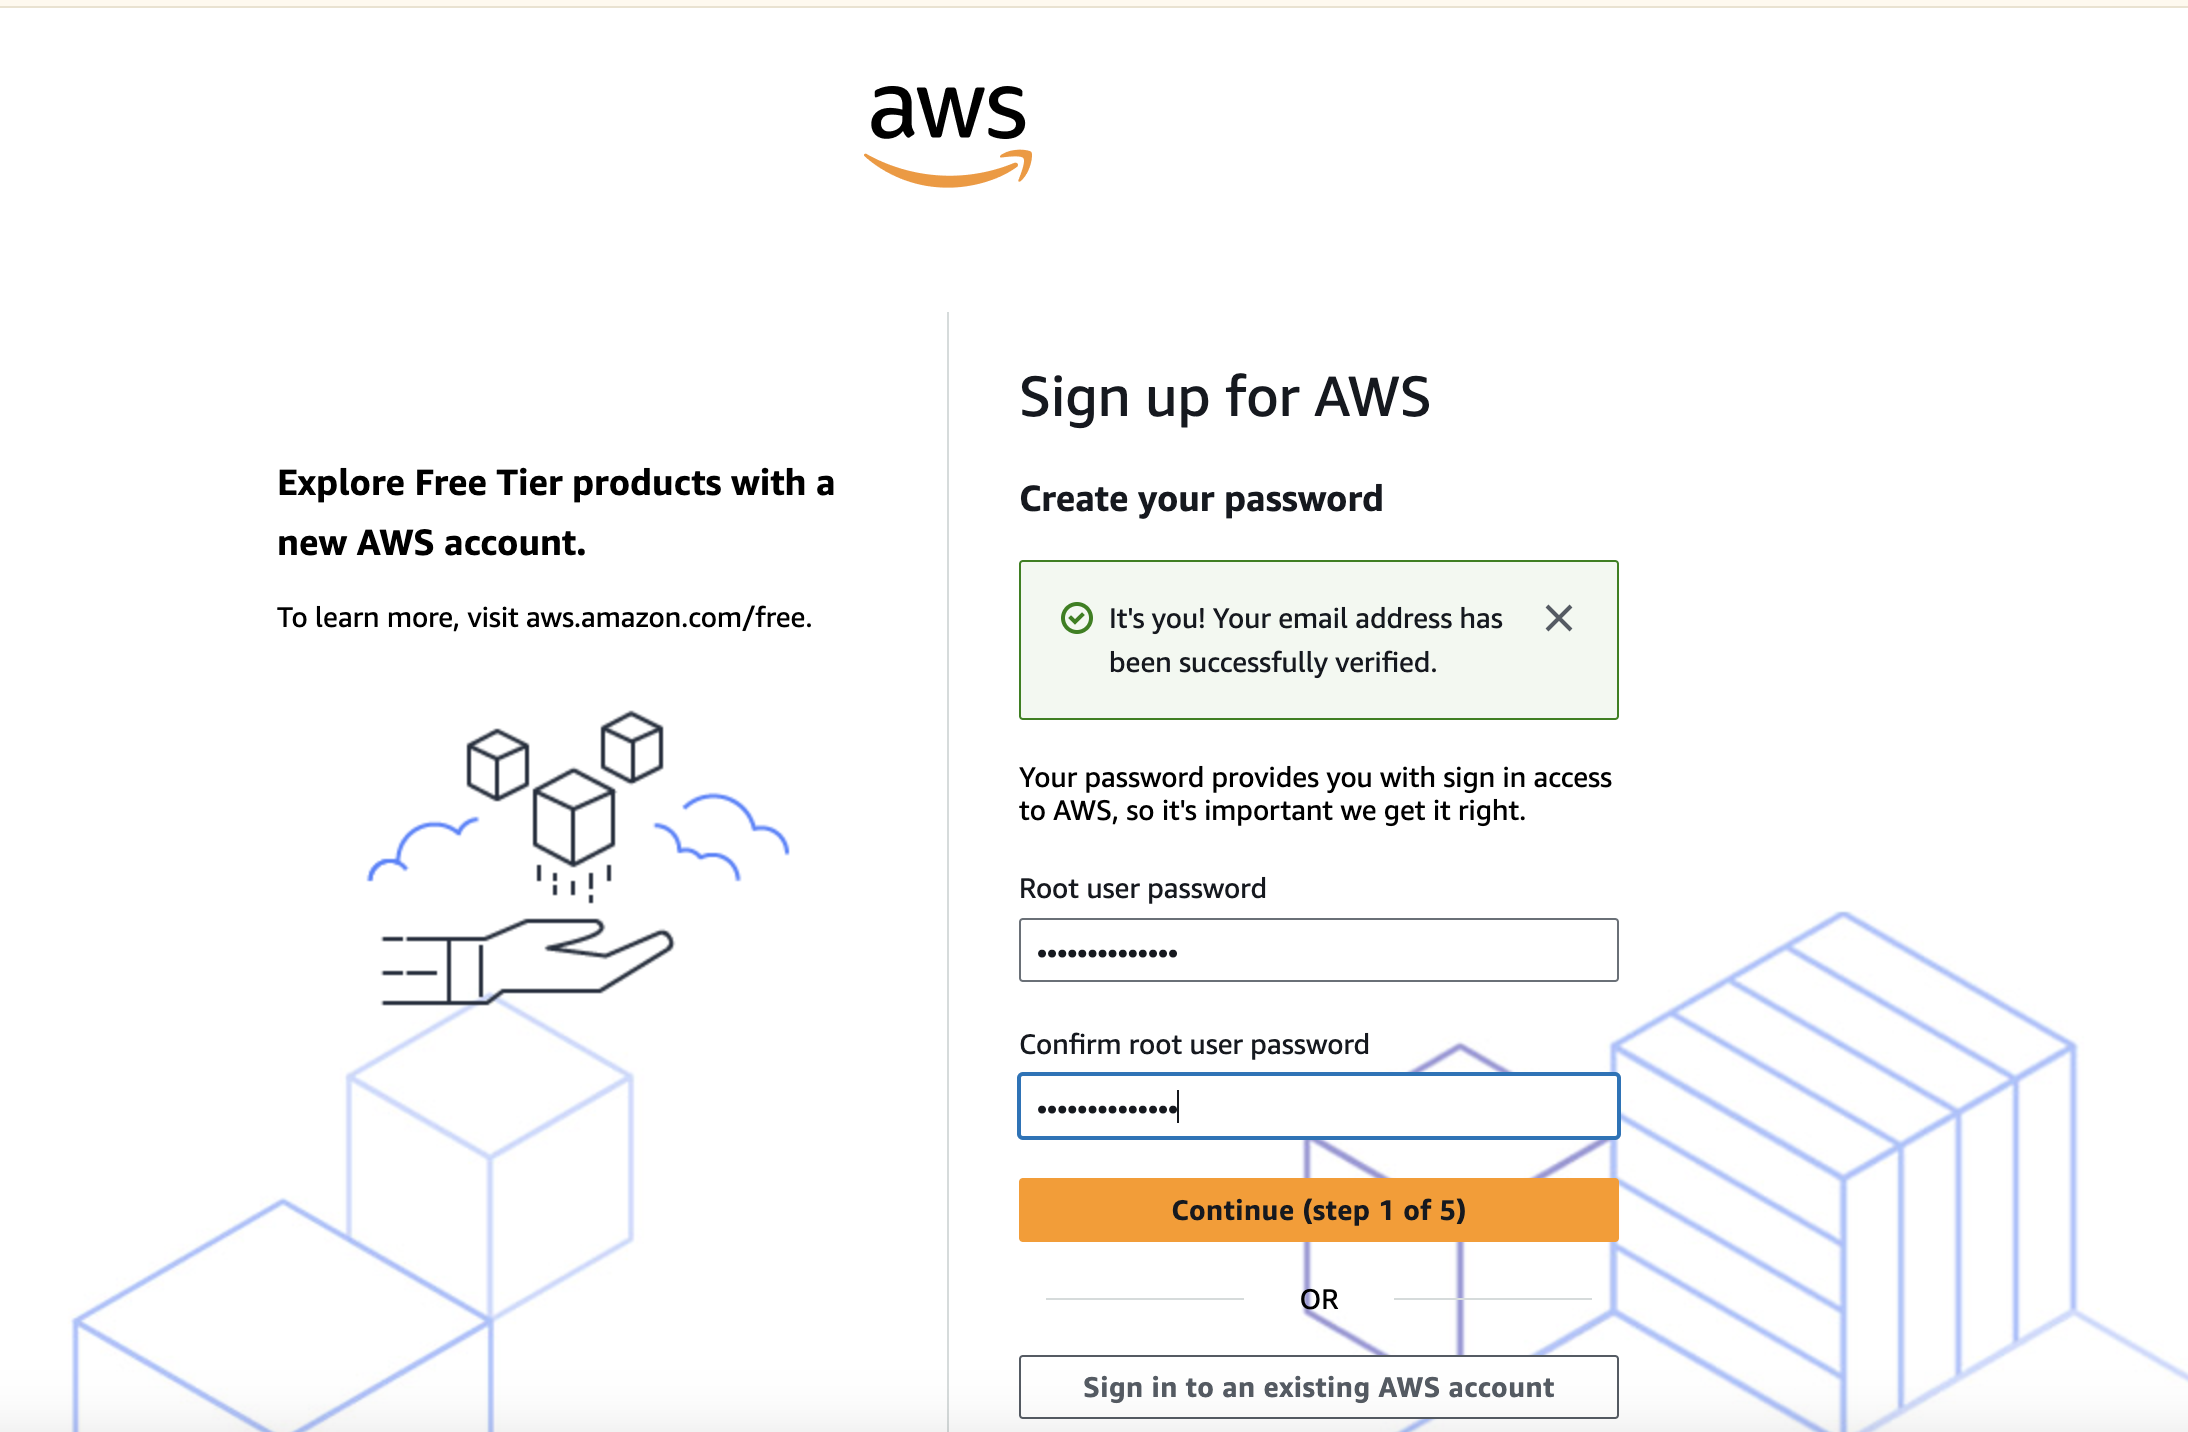 aws
Explore Free Tier products with a
new AWS account.
To learn more, visit aws.amazon.com/free.
Sign up for AWS
Create your password
It's you! Your email address has
been successfully verified.
Your password provides you with sign in access
to AWS, so it's important we get it right.
Root user password
••••••••••••••
Confirm root user password
••••••••••••••
Continue (step 1 of 5)
OR
Sign in to an existing AWS account